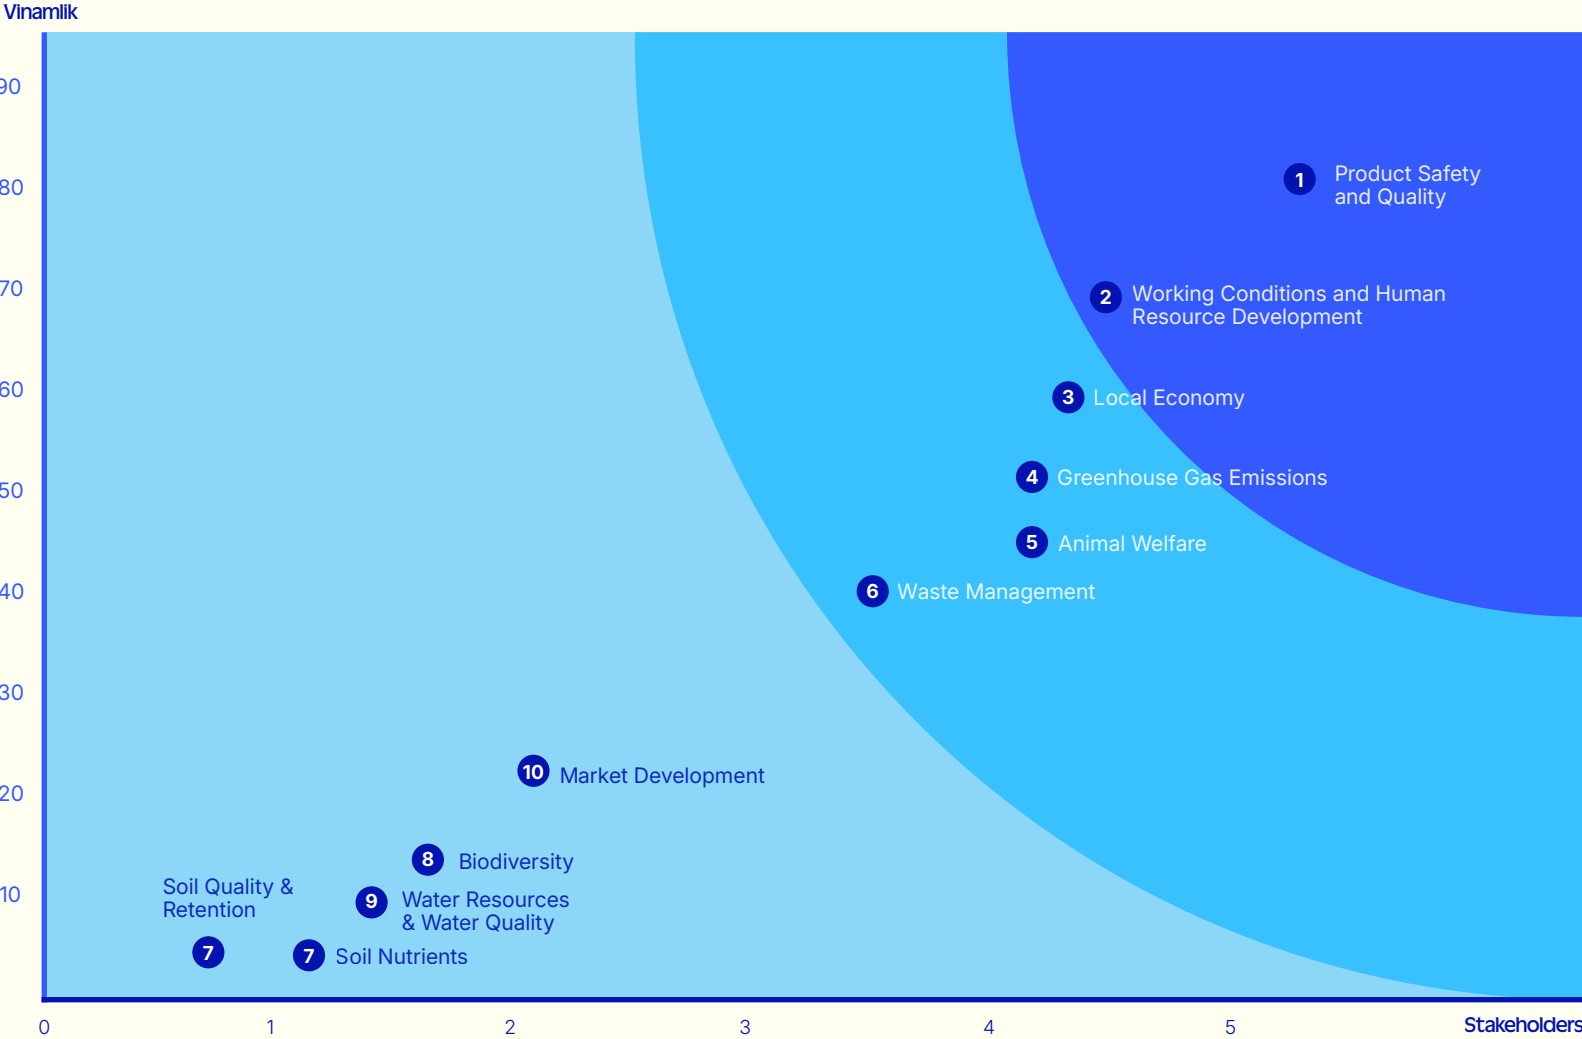 Vinamlik
90
80
70
60
50
40
30
20
10
1
Product Safety
and Quality
2
Working Conditions and Human
Resource Development
3
Local Economy
4
Greenhouse Gas Emissions
5
Animal Welfare
6
Waste Management
10
Market Development
8
Biodiversity
Soil Quality &
Retention
9
Water Resources
& Water Quality
7
7
Soil Nutrients
0 1 2 3 4 5
Stakeholders